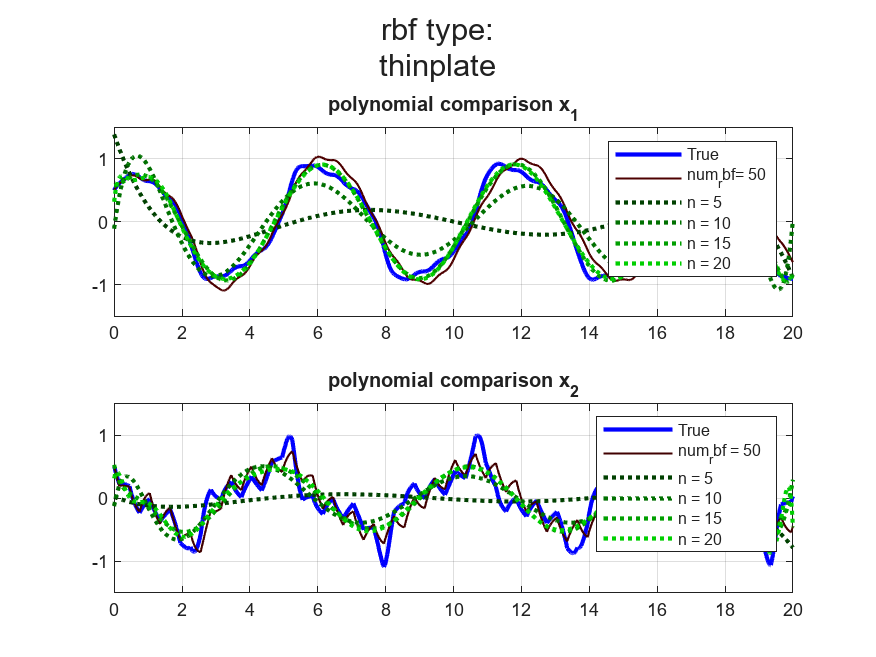 rbf type:
thinplate
polynomial comparison x₁
1
0
-1
True
num_rbf= 50
n = 5
n = 10
n = 15
n = 20
0 2 4 6 8 10 12 14 16 18 20
polynomial comparison x₂
1
0
-1
True
num_rbf = 50
n = 5
n = 10
n = 15
n = 20
0 2 4 6 8 10 12 14 16 18 20